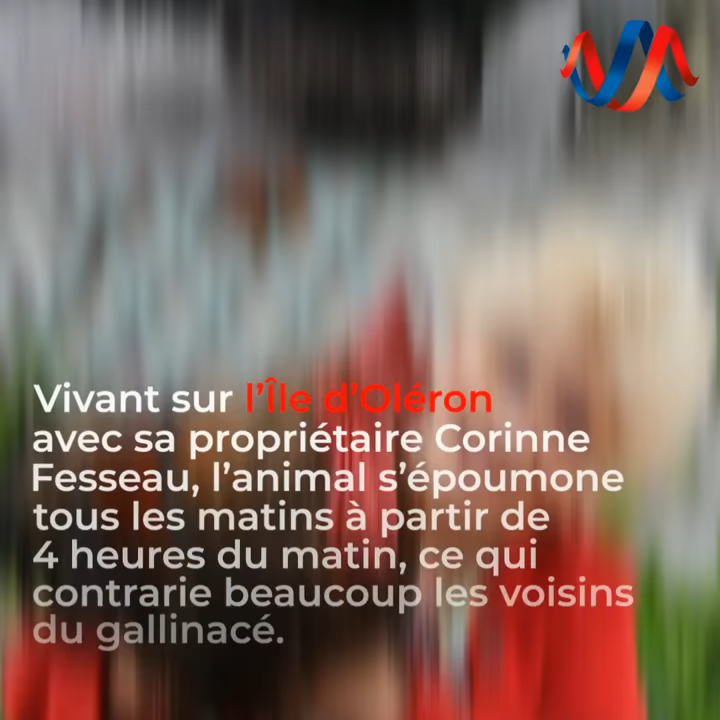 Vivant sur l’Île d’Oléron
avec sa propriétaire Corinne
Fesseau, l’animal s’époumone
tous les matins à partir de
4 heures du matin, ce qui
contrarie beaucoup les voisins
du gallinacé.